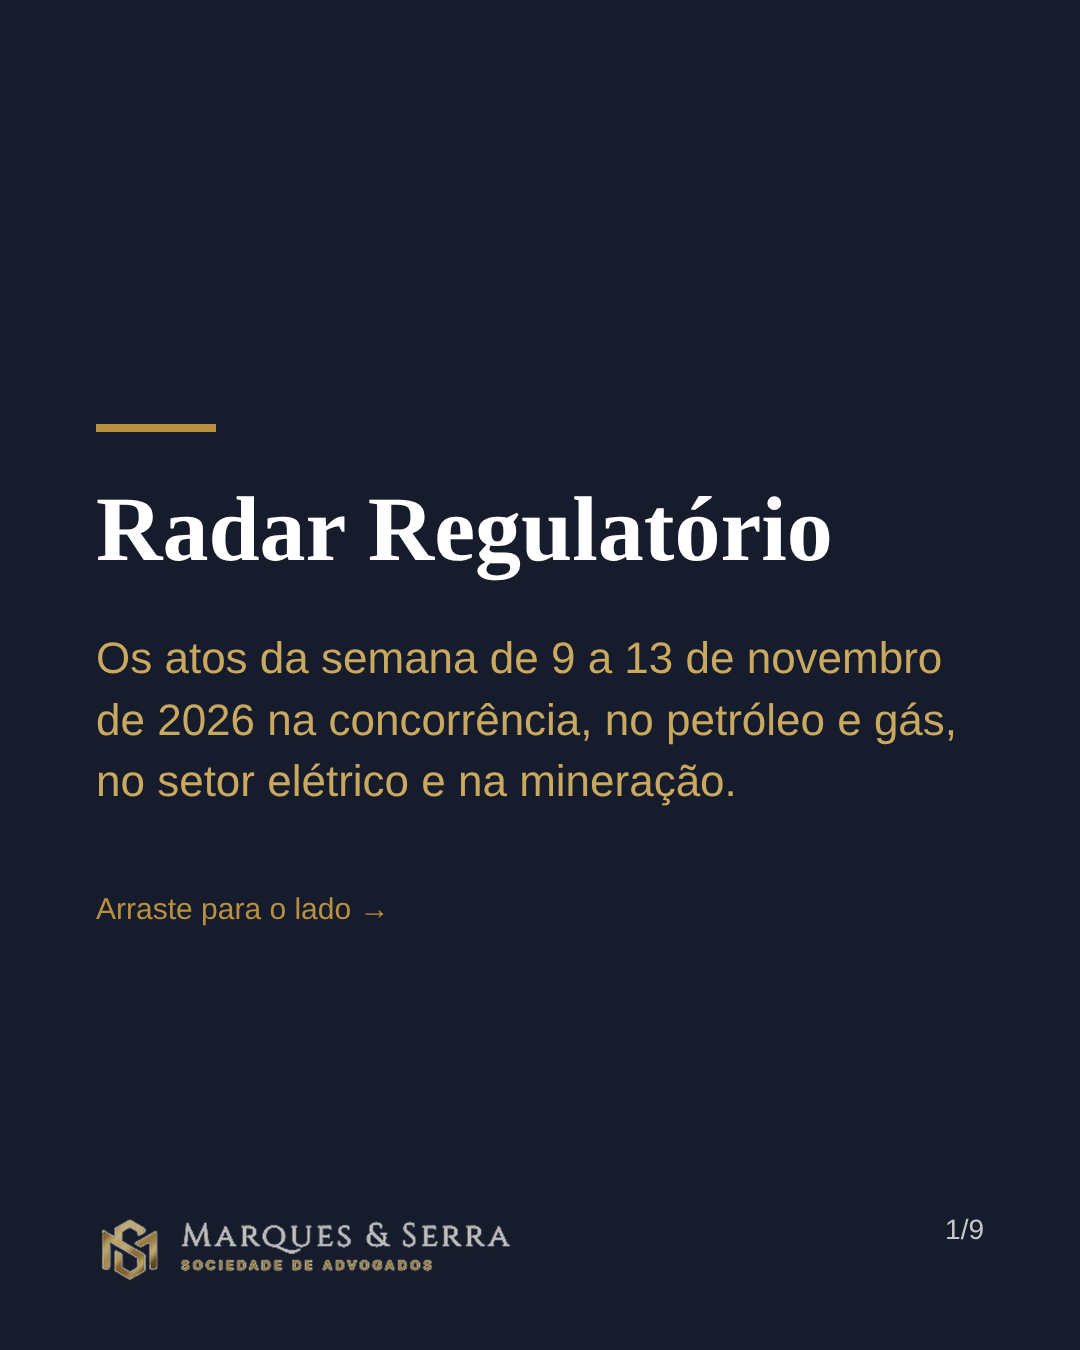 Radar Regulatório
Os atos da semana de 9 a 13 de novembro
de 2026 na concorrência, no petróleo e gás,
no setor elétrico e na mineração.
Arraste para o lado →
MARQUES & SERRA
SOCIEDADE DE ADVOGADOS
1/9